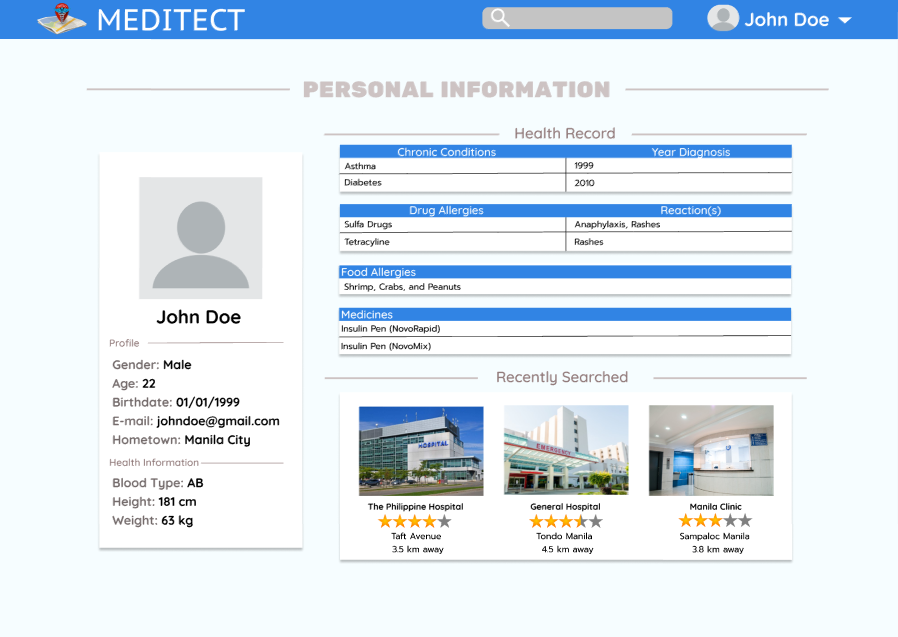 MEDITECT
John Doe
PERSONAL INFORMATION
John Doe
Profile
Gender: Male
Age: 22
Birthdate: 01/01/1999
E-mail: johndoe@gmail.com
Hometown: Manila City
Health Information
Blood Type: AB
Height: 181 cm
Weight: 63 kg
Health Record
Chronic Conditions Year Diagnosis
Asthma 1999
Diabetes 2010
Drug Allergies Reaction(s)
Sulfa Drugs Anaphylaxis, Rashes
Tetracyline Rashes
Food Allergies
Shrimp, Crabs, and Peanuts
Medicines
Insulin Pen (NovoRapid)
Insulin Pen (NovoMix)
Recently Searched
HOSPITAL
EMERGENCY
The Philippine Hospital
Taft Avenue
3.5 km away
General Hospital
Tondo Manila
4.5 km away
Manila Clinic
Sampaloc Manila
3.8 km away